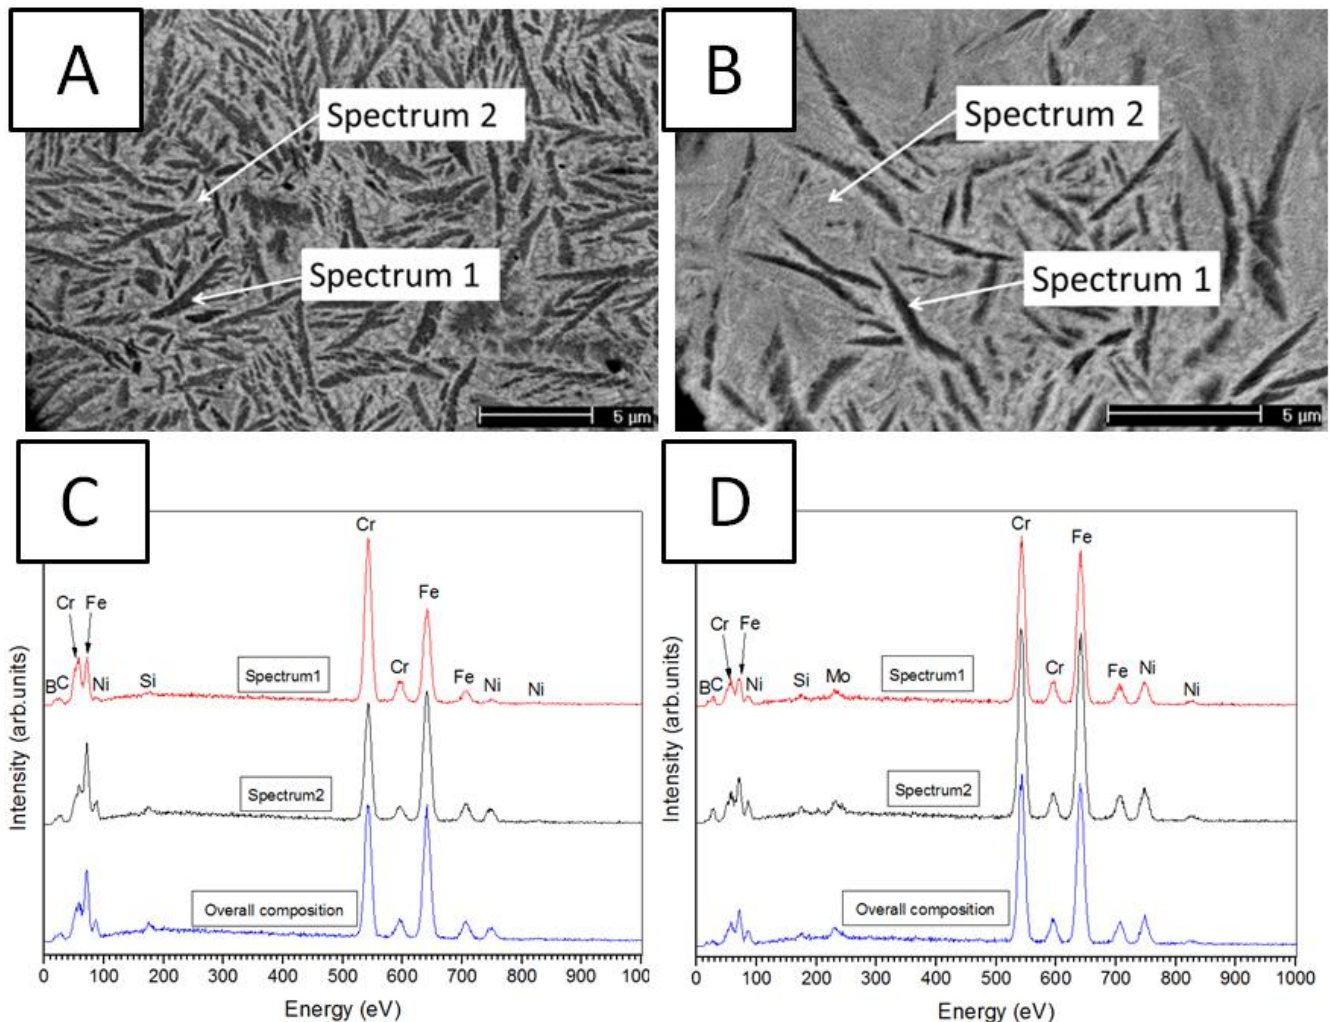 A
Spectrum 2
Spectrum 1
5 µm
B
Spectrum 2
Spectrum 1
5 µm
C
Cr
Cr Fe
Fe
B C Ni Si Spectrum1 Cr Fe Ni Ni
Spectrum2
Overall composition
Intensity (arb.units)
0 100 200 300 400 500 600 700 800 900 100
Energy (eV)
D
Cr
Fe
Cr Fe
B C Ni Si Mo Spectrum1 Cr Fe Ni Ni
Spectrum2
Overall composition
Intensity (arb.units)
0 100 200 300 400 500 600 700 800 900 1000
Energy (eV)